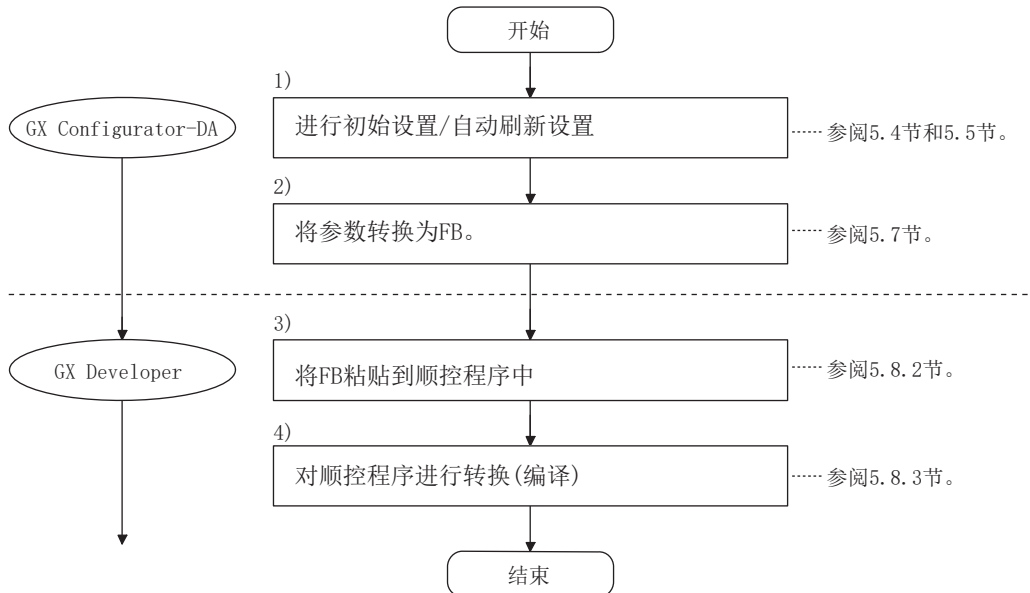 开始
1)
GX Configurator-DA
进行初始设置/自动刷新设置
参阅5.4节和5.5节。
2)
将参数转换为FB。
参阅5.7节。
3)
GX Developer
将FB粘贴到顺控程序中
参阅5.8.2节。
4)
对顺控程序进行转换(编译)
参阅5.8.3节。
结束